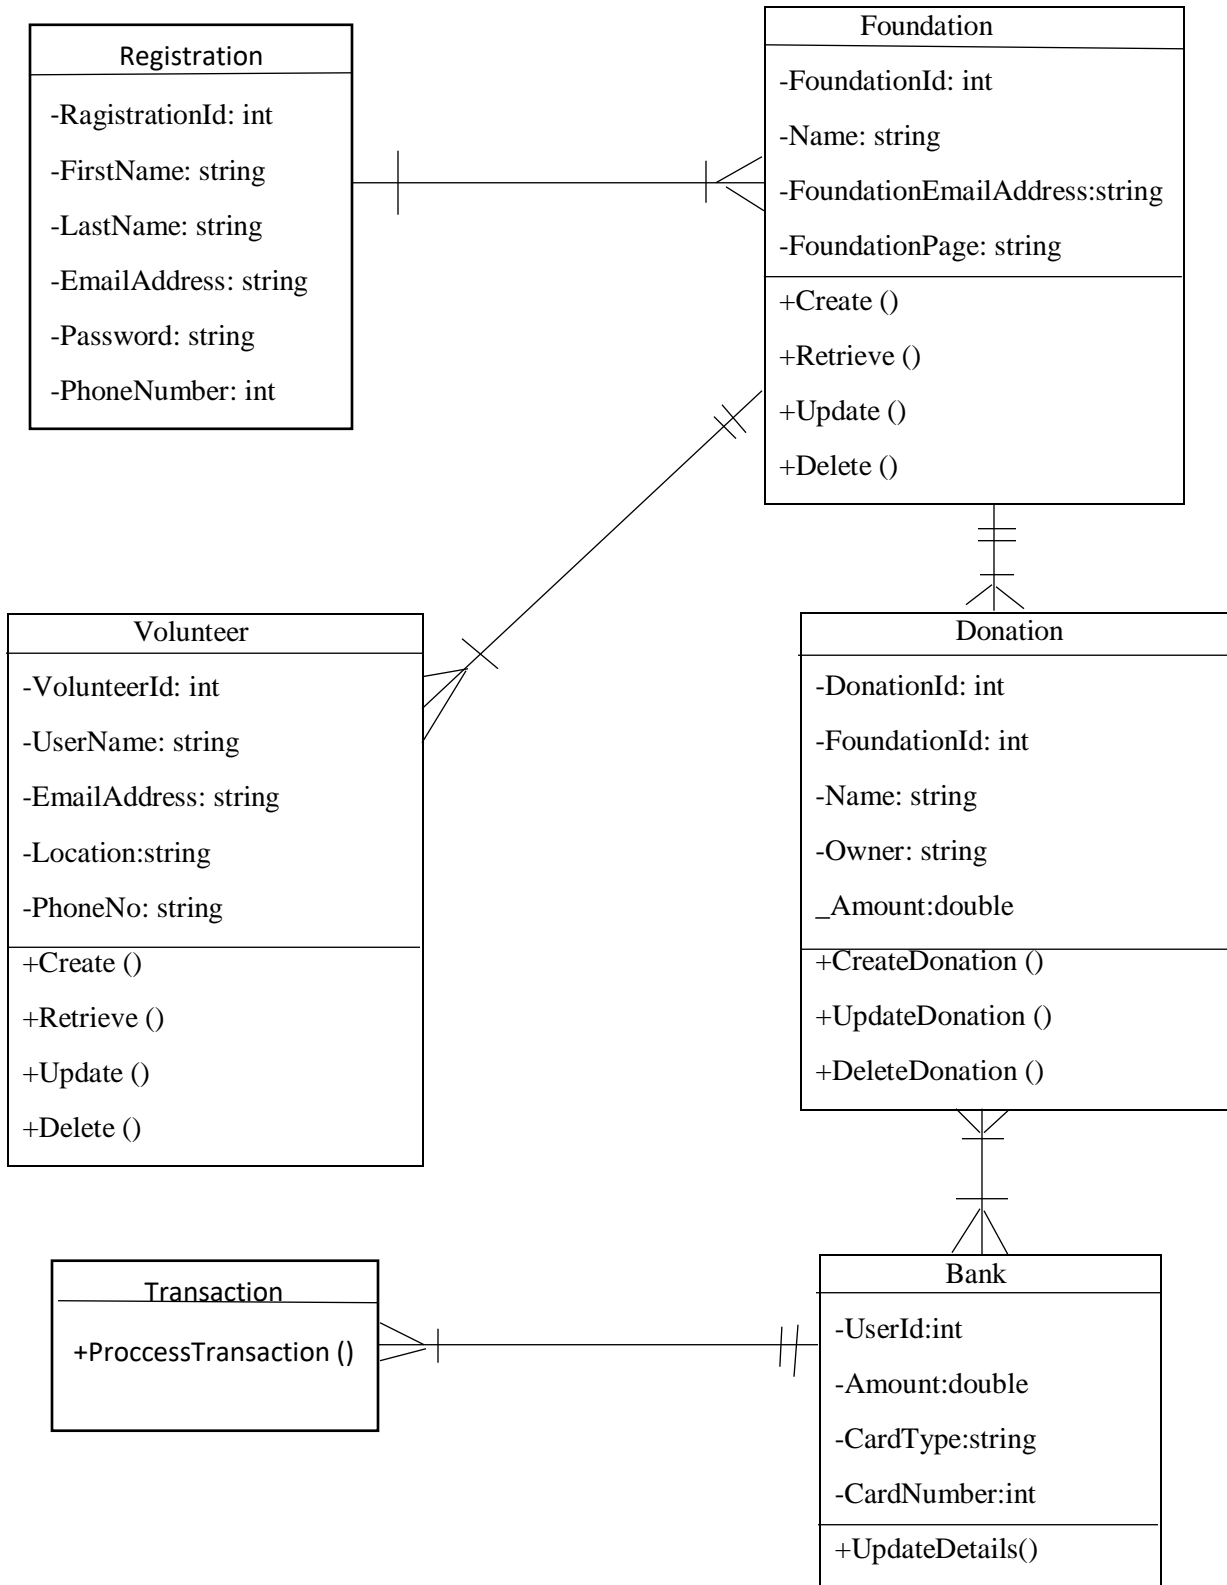 Registration
-RagistrationId: int
-FirstName: string
-LastName: string
-EmailAddress: string
-Password: string
-PhoneNumber: int
Foundation
-FoundationId: int
-Name: string
-FoundationEmailAddress:string
-FoundationPage: string
+Create ()
+Retrieve ()
+Update ()
+Delete ()
Volunteer
-VolunteerId: int
-UserName: string
-EmailAddress: string
-Location:string
-PhoneNo: string
+Create ()
+Retrieve ()
+Update ()
+Delete ()
Donation
-DonationId: int
-FoundationId: int
-Name: string
-Owner: string
_Amount:double
+CreateDonation ()
+UpdateDonation ()
+DeleteDonation ()
Transaction
+ProccessTransaction ()
Bank
-UserId:int
-Amount:double
-CardType:string
-CardNumber:int
+UpdateDetails()